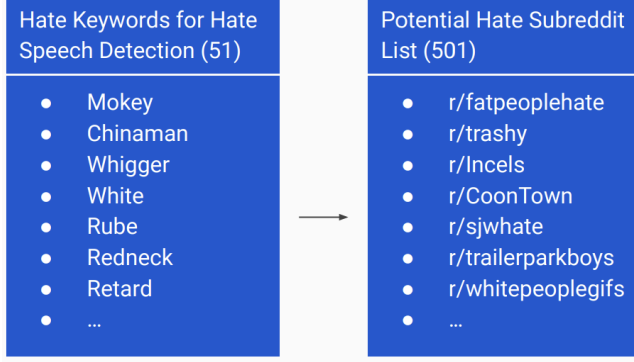 Hate Keywords for Hate
Speech Detection (51)
● Mokey
● Chinaman
● Whigger
● White
● Rube
● Redneck
● Retard
● ...
Potential Hate Subreddit
List (501)
● r/fatpeoplehate
● r/trashy
● r/Incels
● r/CoonTown
● r/sjwhate
● r/trailerparkboys
● r/whitepeoplegifs
● ...